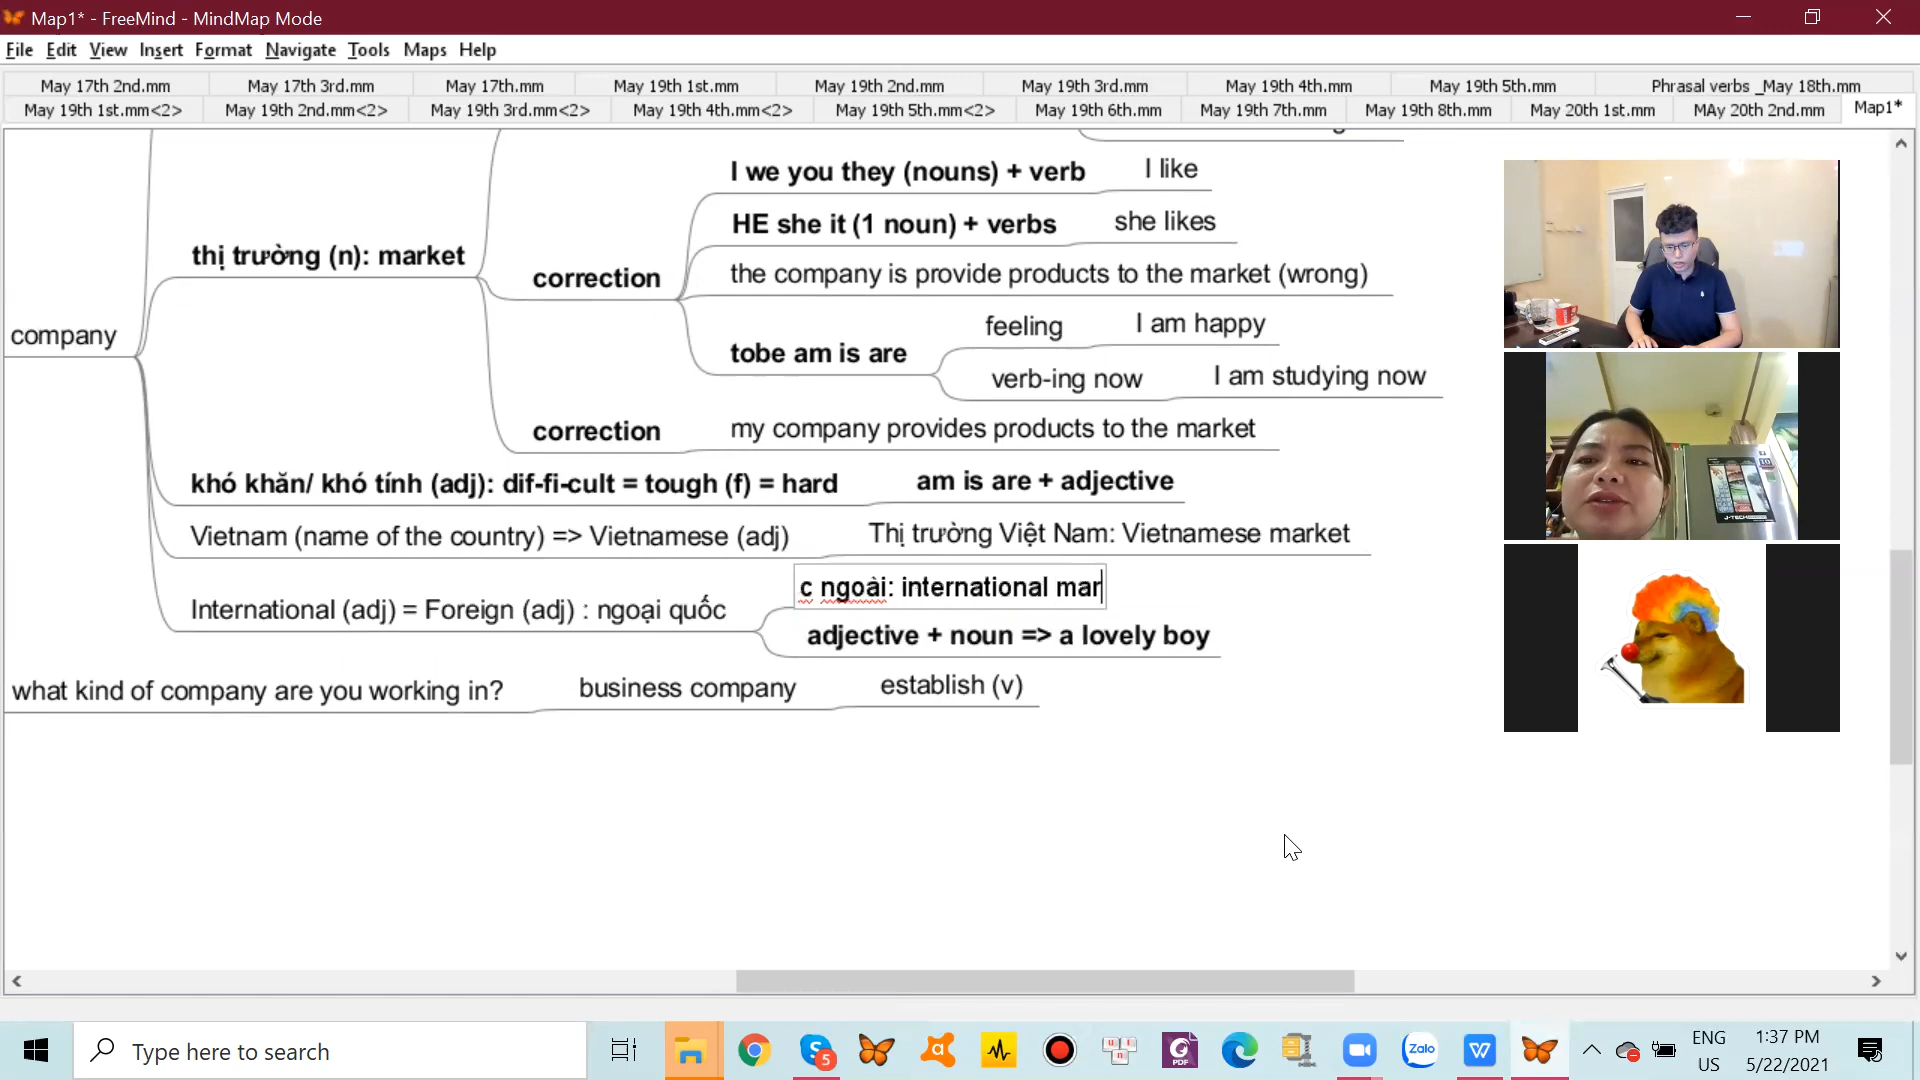 Map1* - FreeMind - MindMap Mode
File Edit View Insert Format Navigate Tools Maps Help
May 17th 2nd.mm May 17th 3rd.mm May 17th.mm May 19th 1st.mm May 19th 2nd.mm May 19th 3rd.mm May 19th 4th.mm May 19th 5th.mm Phrasal verbs _May 18th.mm
May 19th 1st.mm<2> May 19th 2nd.mm<2> May 19th 3rd.mm<2> May 19th 4th.mm<2> May 19th 5th.mm<2> May 19th 6th.mm May 19th 7th.mm May 19th 8th.mm May 20th 1st.mm MAy 20th 2nd.mm Map1*
I we you they (nouns) + verb I like
HE she it (1 noun) + verbs she likes
thị trường (n): market
correction
the company is provide products to the market (wrong)
company
feeling I am happy
tobe am is are
verb-ing now I am studying now
correction my company provides products to the market
khó khăn/ khó tính (adj): dif-fi-cult = tough (f) = hard am is are + adjective
Vietnam (name of the country) => Vietnamese (adj) Thị trường Việt Nam: Vietnamese market
c ngoài: international mar
International (adj) = Foreign (adj) : ngoại quốc
adjective + noun => a lovely boy
what kind of company are you working in? business company establish (v)
J-TECH
Type here to search
5
PDF
Zalo
ENG
US
1:37 PM
5/22/2021